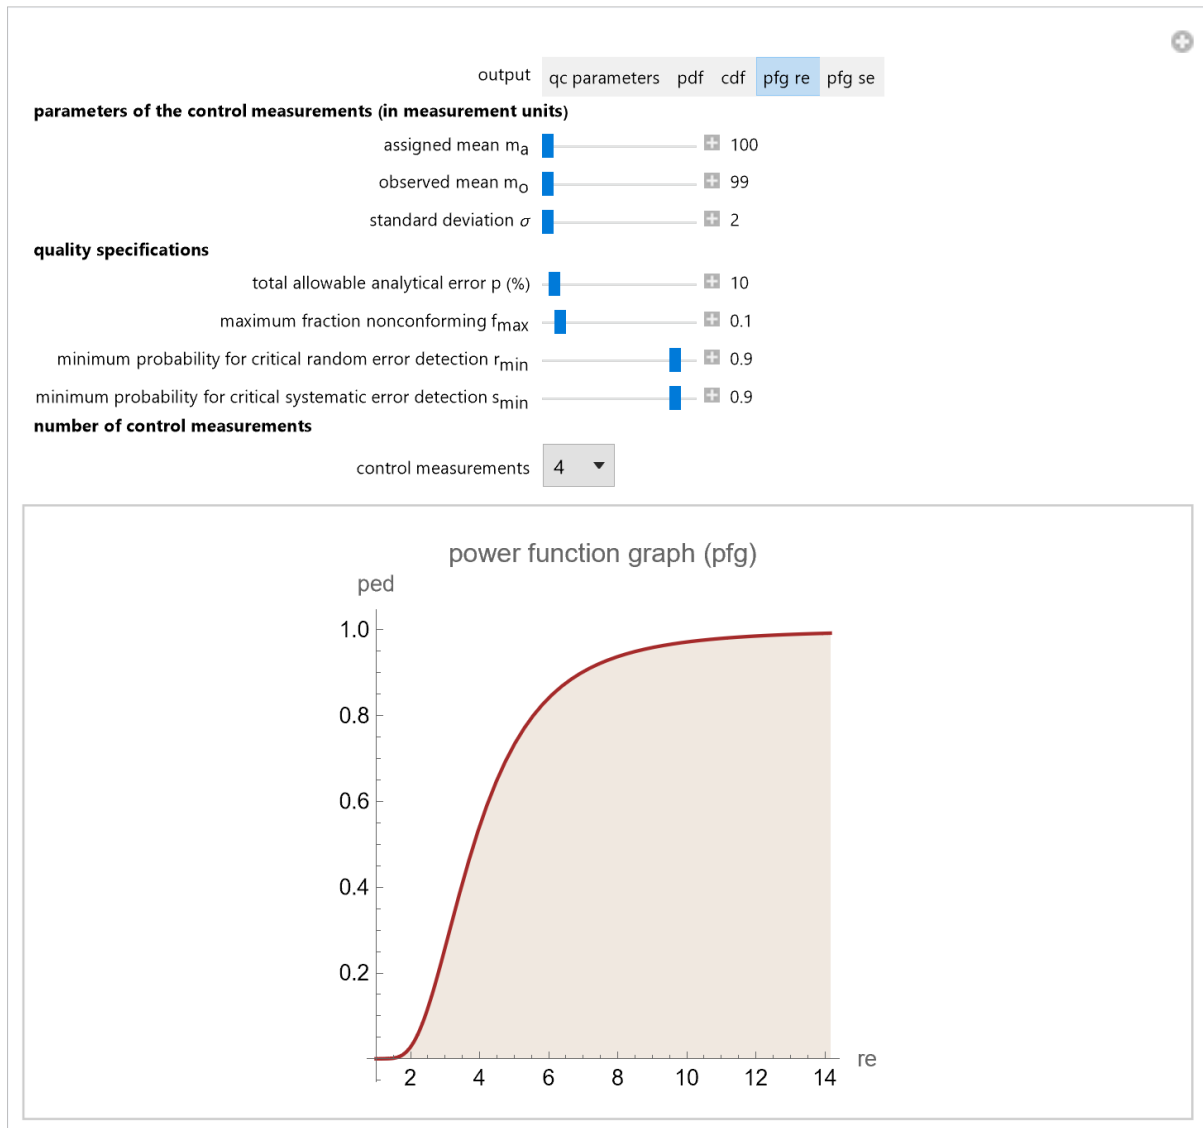 output qc parameters pdf cdf pfg re pfg se
parameters of the control measurements (in measurement units)
assigned mean ma 100
observed mean mo 99
standard deviation σ 2
quality specifications
total allowable analytical error p (%) 10
maximum fraction nonconforming fmax 0.1
minimum probability for critical random error detection rmin 0.9
minimum probability for critical systematic error detection smin 0.9
number of control measurements
control measurements 4
power function graph (pfg)
ped
1.0
0.8
0.6
0.4
0.2
re
2 4 6 8 10 12 14